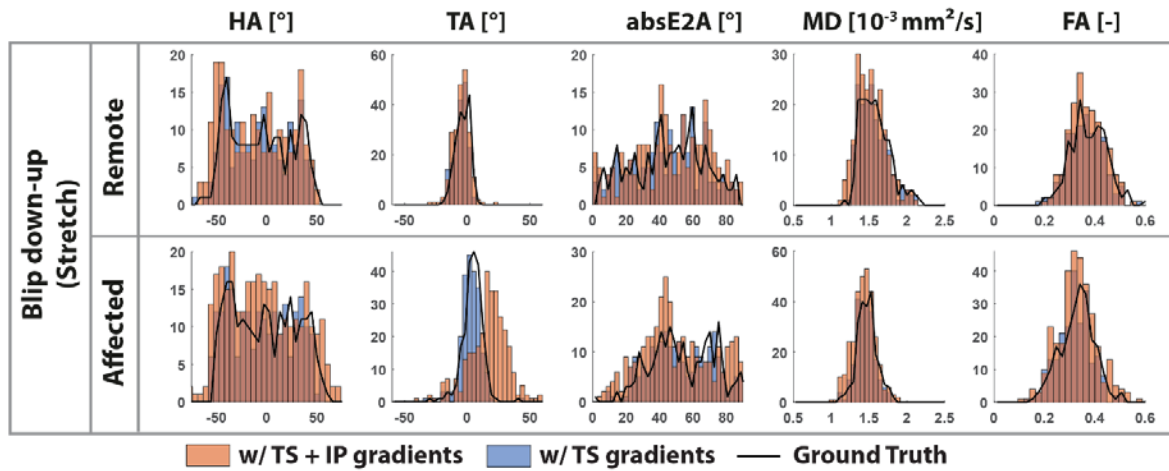 HA [°] TA [°] absE2A [°] MD [10⁻³ mm²/s] FA [-]
Blip down-up
(Stretch)
Remote
20 15 10 5 0
-50 0 50
60 40 20 0
-50 0 50
20 15 10 5 0
0 20 40 60 80
30 20 10 0
0.5 1 1.5 2 2.5
40 30 20 10 0
0 0.2 0.4 0.6
Affected
20 15 10 5 0
-50 0 50
40 30 20 10 0
-50 0 50
30 20 10 0
0 20 40 60 80
60 40 20 0
0.5 1 1.5 2 2.5
40 30 20 10 0
0 0.2 0.4 0.6
w/ TS + IP gradients w/ TS gradients Ground Truth